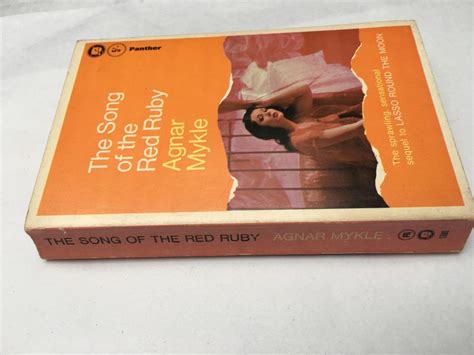 Panther
The Song
of the
Red Ruby
Agnar
Mykle
The sprawling, sensational
sequel to LASSO ROUND THE MOON
THE SONG OF THE RED RUBY AGNAR MYKLE